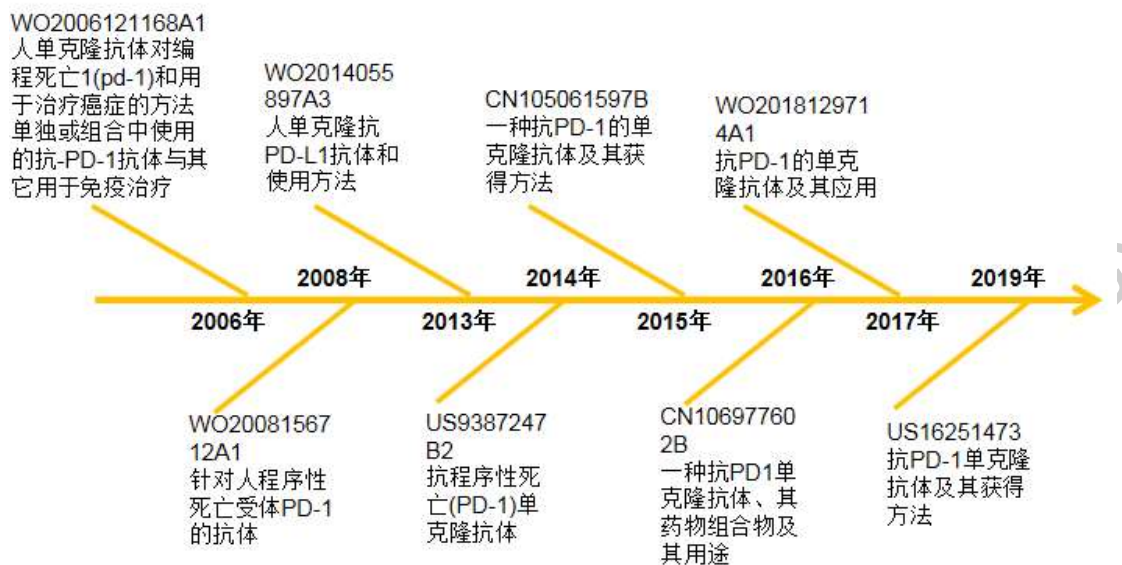 WO2006121168A1
人单克隆抗体对编
程死亡1(pd-1)和用
于治疗癌症的方法
单独或组合中使用
的抗-PD-1抗体与其
它用于免疫治疗
WO2014055
897A3
人单克隆抗
PD-L1抗体和
使用方法
CN105061597B
一种抗PD-1的单
克隆抗体及其获
得方法
WO201812971
4A1
抗PD-1的单克
隆抗体及其应用
2008年
2014年
2016年
2019年
2006年
2013年
2015年
2017年
WO20081567
12A1
针对人程序性
死亡受体PD-1
的抗体
US9387247
B2
抗程序性死
亡(PD-1)单
克隆抗体
CN10697760
2B
一种抗PD1单
克隆抗体、其
药物组合物及
其用途
US16251473
抗PD-1单克隆
抗体及其获得
方法